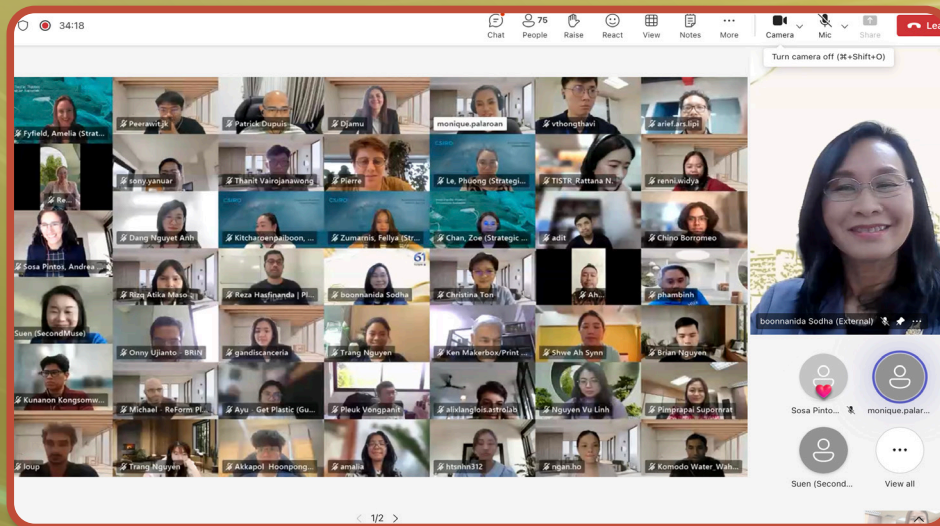 34:18
75
Chat People Raise React View Notes More Camera Mic Share Lea
Turn camera off (⌘+Shift+O)
Fyfield, Amelia (Strat...
Peerawit.jk
Patrick Dupuis
Djamu
monique.palaroan
vthongthavi
arief.ars.lipi
Re...
sony.yanuar
Thanit Vairojanawong
Pierre
Le, Phuong (Strategi...
TISTR_Rattana N.
renni.widya
Sosa Pintos, Andrea ...
Dang Nguyet Anh
Kitcharoenpaiboon, ...
Zumarnis, Fellya (Str...
Chan, Zoe (Strategic ...
adit
Chino Borromeo
Suen (SecondMuse)
Rizq Atika Maso...
Reza Hasfinanda | Pl...
61
boonnanida Sodha
Christina Ton
Ah...
phambinh
Kunanon Kongsomw...
Onny Ujianto - BRIN
gandiscanceria
Trang Nguyen
Ken Makerbox/Print ...
Shwe Ah Synn
Brian Nguyen
Michael - ReForm Pl...
Ayu - Get Plastic (Gu...
Pleuk Vongpanit
alixlanglois.astrolab
Nguyen Vu Linh
Pimprapai Supornrat
loup
Trang Nguyen
Akkapol Hoonpong...
amalia
htsnnn312
ngan.ho
Komodo Water_Wah...
boonnanida Sodha (External)
Sosa Pinto...
monique.palar...
Suen (Second...
View all
1/2